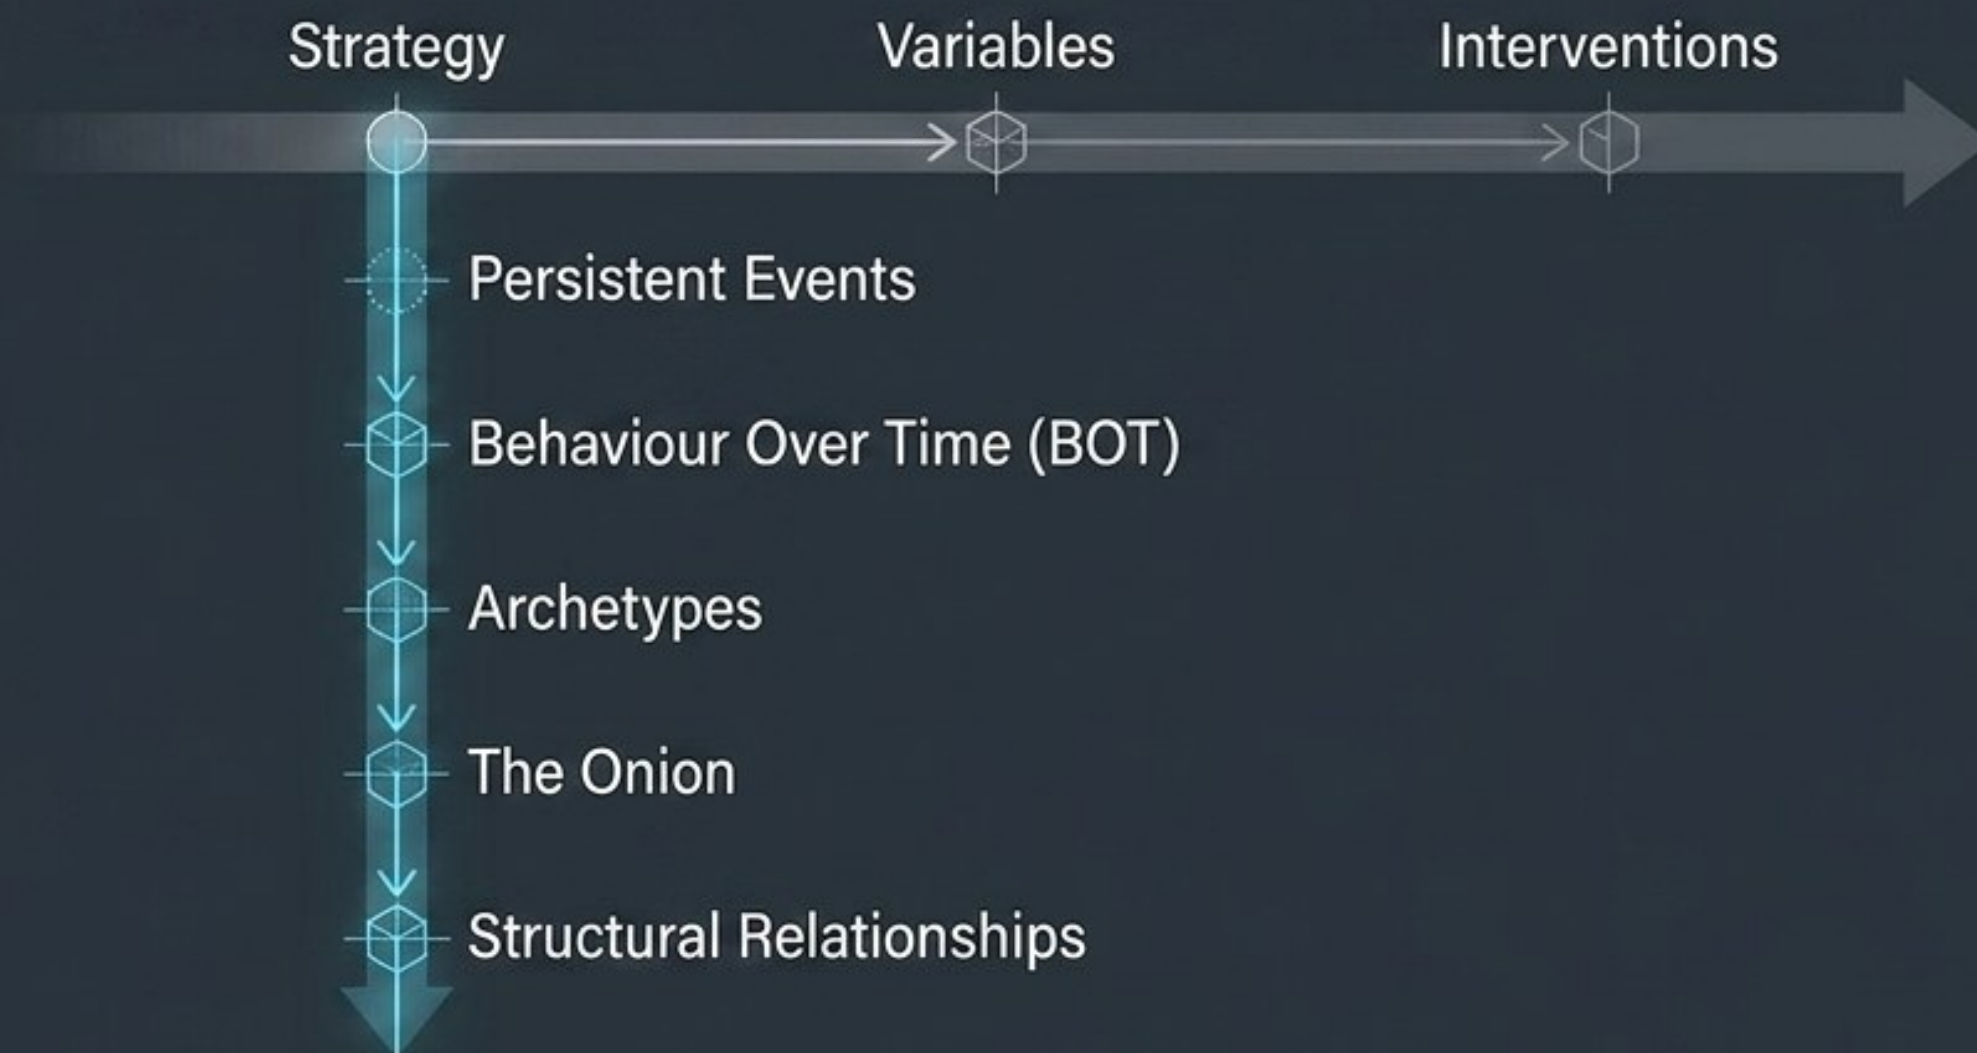 Strategy
Variables
Interventions
Persistent Events
Behaviour Over Time (BOT)
Archetypes
The Onion
Structural Relationships